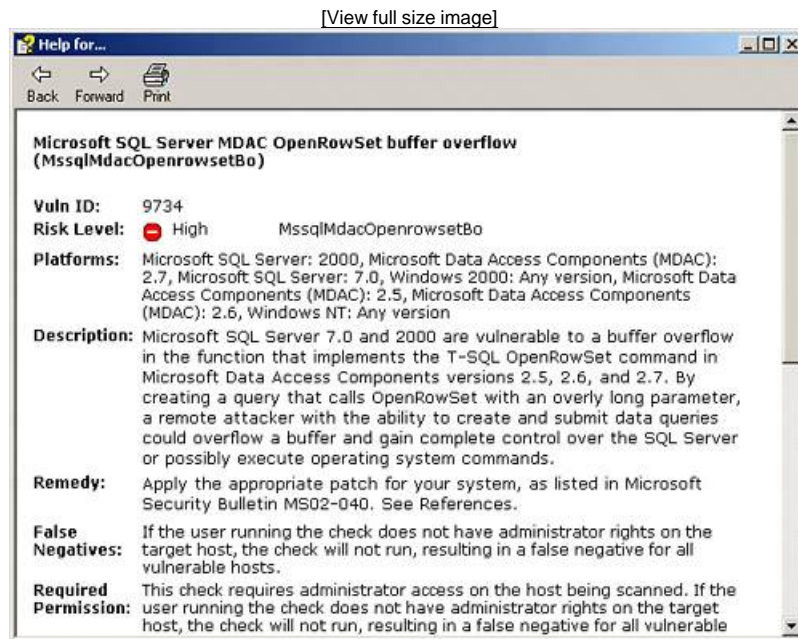 [View full size image]
Help for...
Back Forward Print
Microsoft SQL Server MDAC OpenRowSet buffer overflow
(MssqlMdacOpenrowsetBo)
Vuln ID: 9734
Risk Level: High MssqlMdacOpenrowsetBo
Platforms: Microsoft SQL Server: 2000, Microsoft Data Access Components (MDAC):
2.7, Microsoft SQL Server: 7.0, Windows 2000: Any version, Microsoft Data
Access Components (MDAC): 2.5, Microsoft Data Access Components
(MDAC): 2.6, Windows NT: Any version
Description: Microsoft SQL Server 7.0 and 2000 are vulnerable to a buffer overflow
in the function that implements the T-SQL OpenRowSet command in
Microsoft Data Access Components versions 2.5, 2.6, and 2.7. By
creating a query that calls OpenRowSet with an overly long parameter,
a remote attacker with the ability to create and submit data queries
could overflow a buffer and gain complete control over the SQL Server
or possibly execute operating system commands.
Remedy: Apply the appropriate patch for your system, as listed in Microsoft
Security Bulletin MS02-040. See References.
False If the user running the check does not have administrator rights on the
Negatives: target host, the check will not run, resulting in a false negative for all
vulnerable hosts.
Required This check requires administrator access on the host being scanned. If the
Permission: user running the check does not have administrator rights on the target
host, the check will not run, resulting in a false negative for all vulnerable